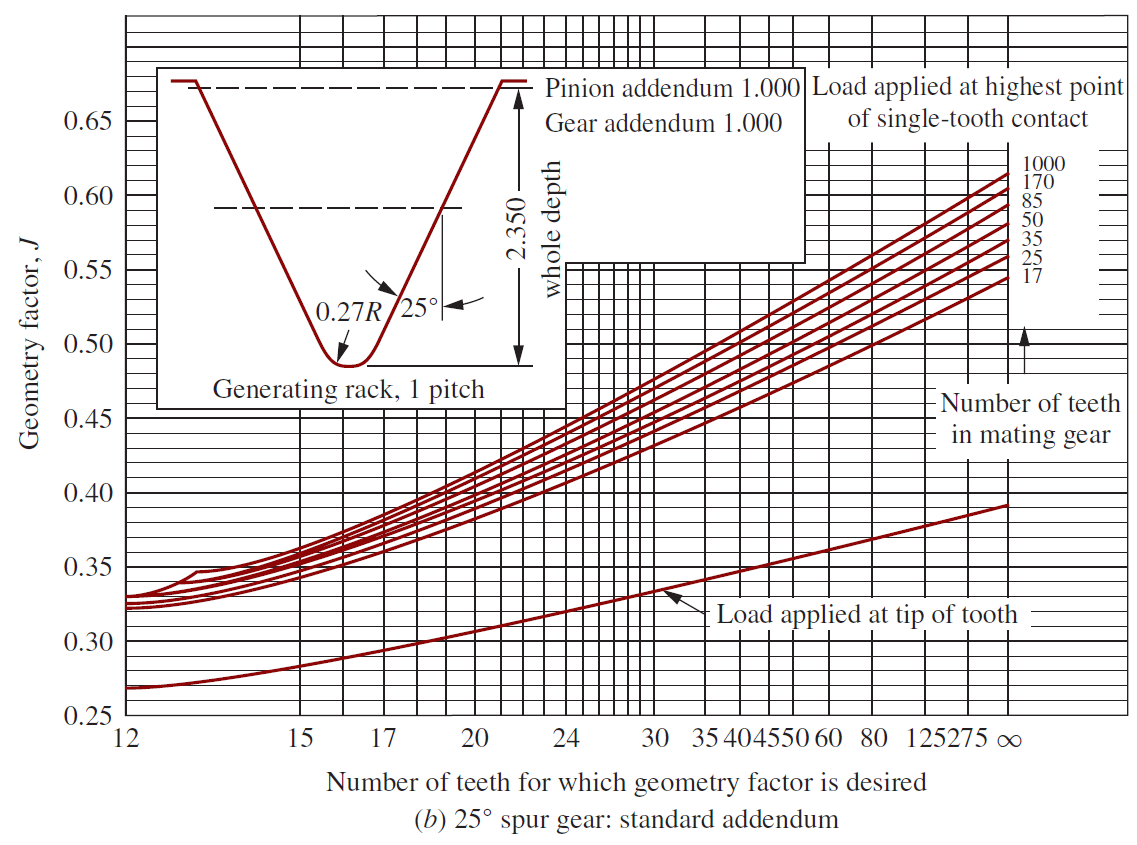 Pinion addendum 1.000
Gear addendum 1.000
Load applied at highest point
of single-tooth contact
2.350
whole depth
0.27R
25°
Generating rack, 1 pitch
Geometry factor, J
0.65
0.60
0.55
0.50
0.45
0.40
0.35
0.30
0.25
1000
170
85
50
35
25
17
Number of teeth
in mating gear
Load applied at tip of tooth
12 15 17 20 24 30 35 40 45 50 60 80 125 275 ∞
Number of teeth for which geometry factor is desired
(b) 25° spur gear: standard addendum